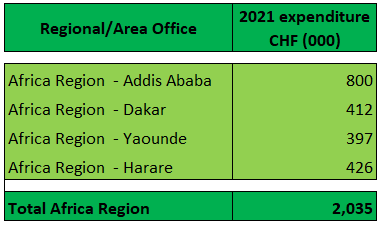 Regional/Area Office 2021 expenditure
CHF (000)
Africa Region - Addis Ababa 800
Africa Region - Dakar 412
Africa Region - Yaounde 397
Africa Region - Harare 426
Total Africa Region 2,035